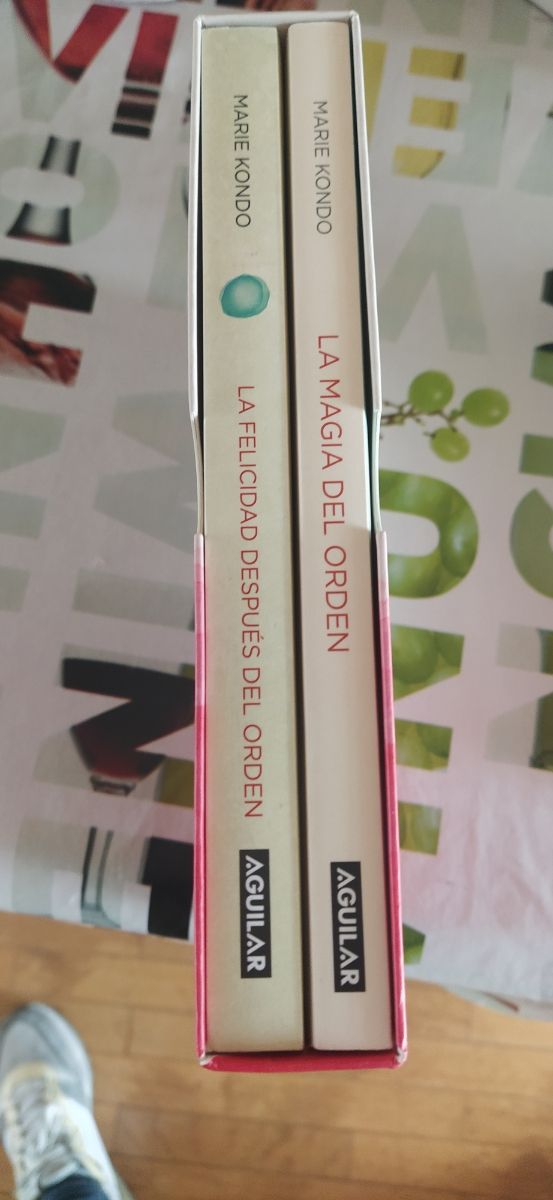 MARIE KONDO
LA FELICIDAD DESPUÉS DEL ORDEN
AGUILAR
MARIE KONDO
LA MAGIA DEL ORDEN
AGUILAR